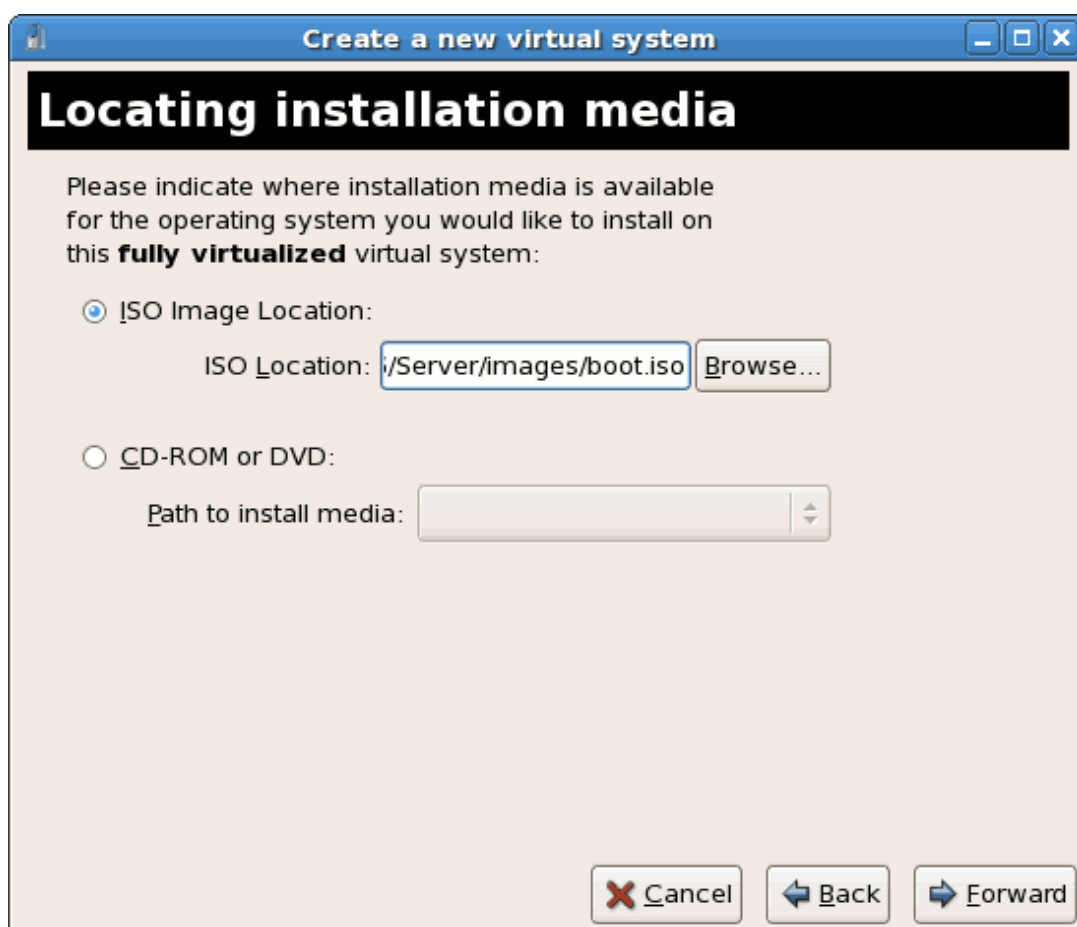 Create a new virtual system
Locating installation media
Please indicate where installation media is available
for the operating system you would like to install on
this fully virtualized virtual system:
ISO Image Location:
ISO Location: /Server/images/boot.iso Browse...
CD-ROM or DVD:
Path to install media:
Cancel Back Forward